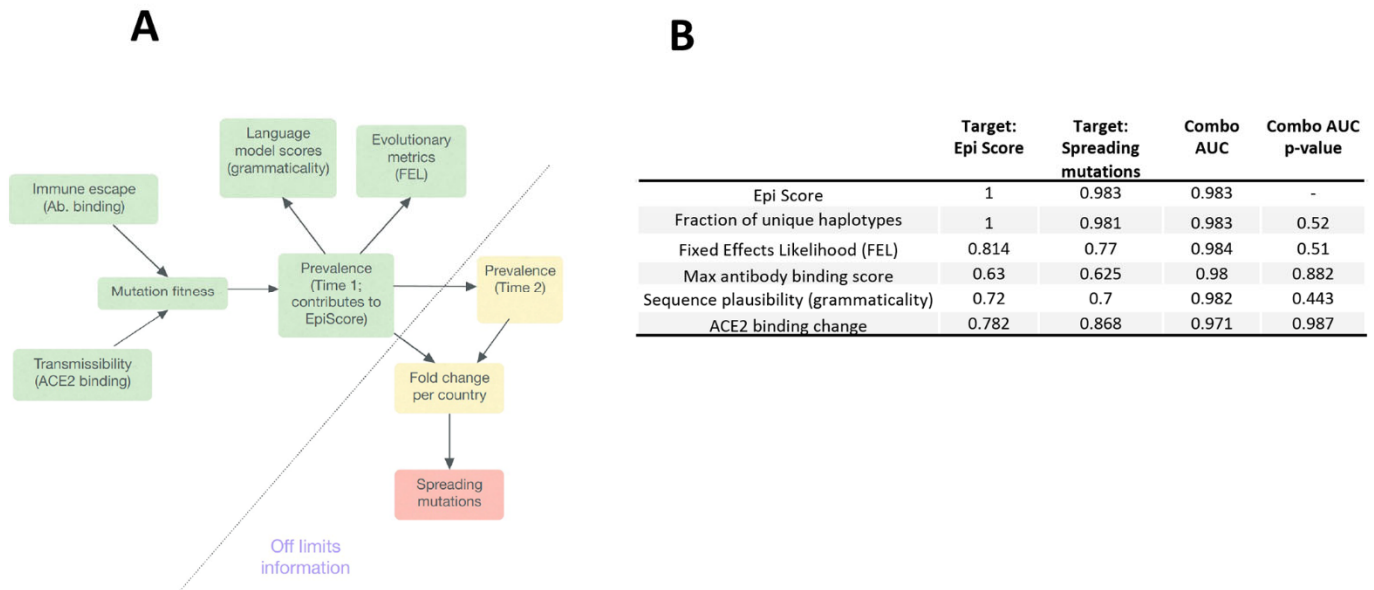 A
Language
model scores
(grammaticality)
Evolutionary
metrics
(FEL)
Immune escape
(Ab. binding)
Mutation fitness
Prevalence
(Time 1;
contributes to
EpiScore)
Prevalence
(Time 2)
Transmissibility
(ACE2 binding)
Fold change
per country
Spreading
mutations
Off limits
information
B
Target:
Epi Score
Target:
Spreading
mutations
Combo
AUC
Combo AUC
p-value
Epi Score 1 0.983 0.983 -
Fraction of unique haplotypes 1 0.981 0.983 0.52
Fixed Effects Likelihood (FEL) 0.814 0.77 0.984 0.51
Max antibody binding score 0.63 0.625 0.98 0.882
Sequence plausibility (grammaticality) 0.72 0.7 0.982 0.443
ACE2 binding change 0.782 0.868 0.971 0.987